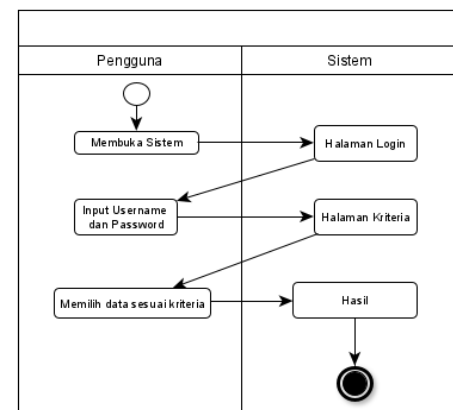 Pengguna
Sistem
Membuka Sistem
Halaman Login
Input Username
dan Password
Halaman Kriteria
Memilih data sesuai kriteria
Hasil